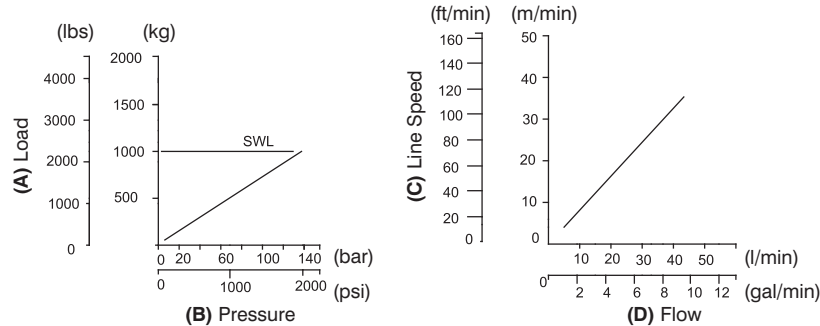 (lbs) (kg)
2000
4000
1500
3000
SWL
1000
2000
1000
500
0
(A) Load
0 20 60 100 140 (bar)
0 1000 2000 (psi)
(B) Pressure
(ft/min) (m/min)
160
140
120
100
80
60
40
20
0
50
50
40
30
20
10
0
(C) Line Speed
10 20 30 40 50 (l/min)
0 2 4 6 8 10 12 (gal/min)
(D) Flow